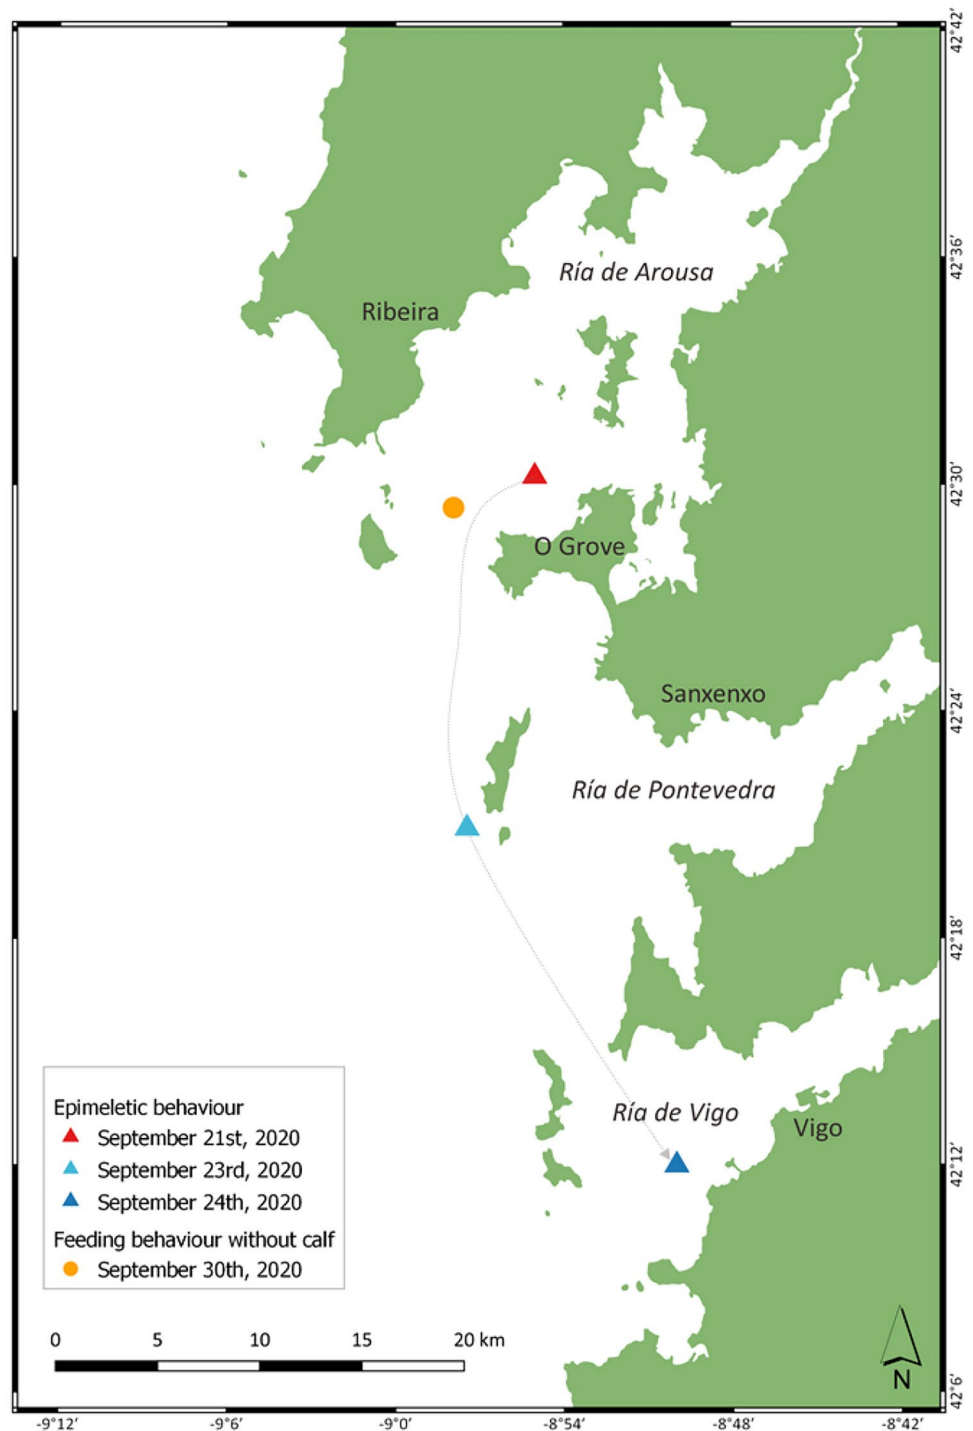 42°42'
Ría de Arousa
42°36'
Ribeira
42°30'
O Grove
Sanxenxo
42°24'
Ría de Pontevedra
42°18'
Ría de Vigo
Vigo
42°12'
Epimeletic behaviour
September 21st, 2020
September 23rd, 2020
September 24th, 2020
Feeding behaviour without calf
September 30th, 2020
0 5 10 15 20 km
N
42°6'
-9°12' -9°6' -9°0' -8°54' -8°48' -8°42'